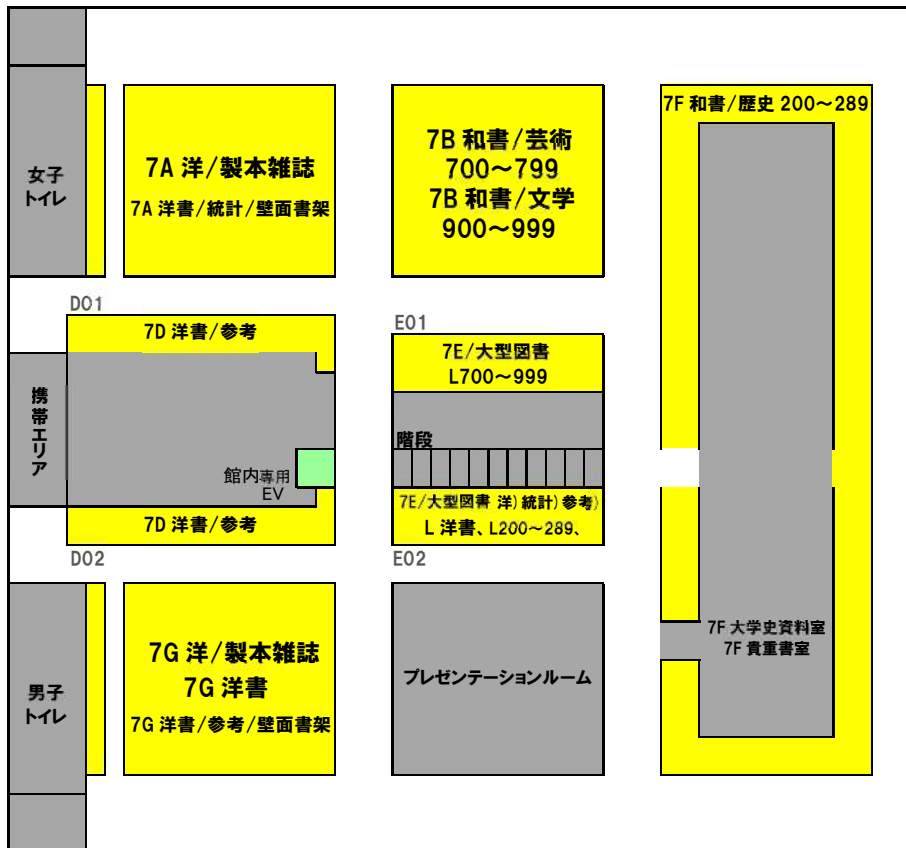 7F 和書/歴史 200～289
女子
トイレ
7A 洋/製本雑誌
7A 洋書/統計/壁面書架
7B 和書/芸術
700～799
7B 和書/文学
900～999
D01
7D 洋書/参考
E01
7E/大型図書
L700～999
携帯エリア
階段
館内専用
EV
7D 洋書/参考
7E/大型図書 洋)統計)参考)
L 洋書、L200～289、
D02
E02
7G 洋/製本雑誌
7G 洋書
7G 洋書/参考/壁面書架
プレゼンテーションルーム
7F 大学史資料室
7F 貴重書室
男子
トイレ